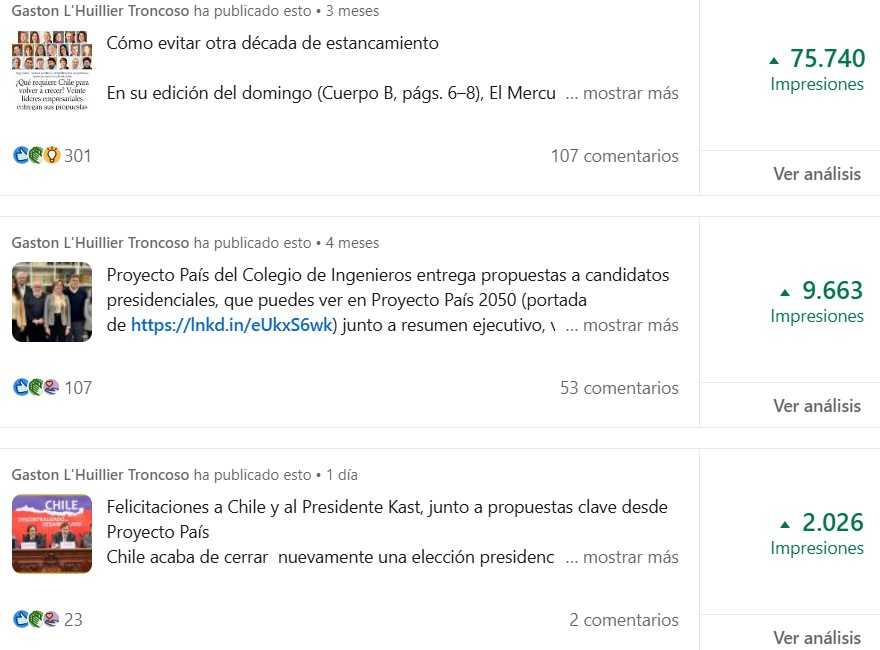 Gaston L'Huillier Troncoso ha publicado esto • 3 meses
Cómo evitar otra década de estancamiento
¿Qué requiere Chile para
volver a crecer? Veinte
líderes empresariales
entregan sus propuestas
En su edición del domingo (Cuerpo B, págs. 6–8), El Mercu ... mostrar más
301
107 comentarios
75.740
Impresiones
Ver análisis
Gaston L'Huillier Troncoso ha publicado esto • 4 meses
Proyecto País del Colegio de Ingenieros entrega propuestas a candidatos
presidenciales, que puedes ver en Proyecto País 2050 (portada
de https://lnkd.in/eUkxS6wk) junto a resumen ejecutivo, ... mostrar más
107
53 comentarios
9.663
Impresiones
Ver análisis
Gaston L'Huillier Troncoso ha publicado esto • 1 día
CHILE
Felicitaciones a Chile y al Presidente Kast, junto a propuestas clave desde
Proyecto País
Chile acaba de cerrar nuevamente una elección presidenc ... mostrar más
23
2 comentarios
2.026
Impresiones
Ver análisis